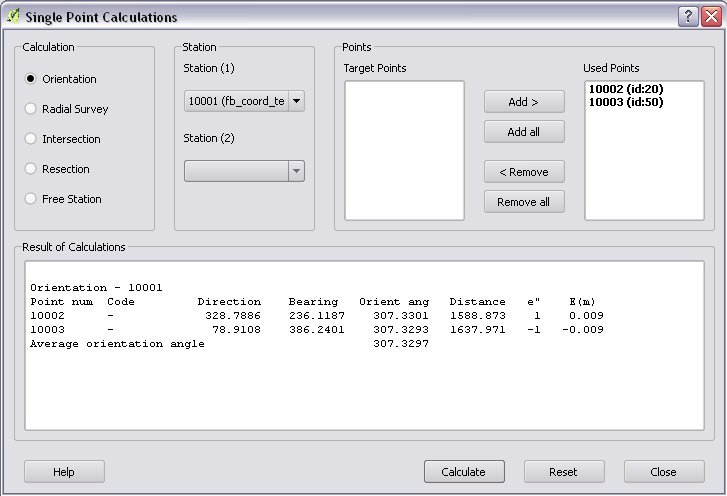 Single Point Calculations
Calculation
Orientation
Radial Survey
Intersection
Resection
Free Station
Station
Station (1)
10001 (fb_coord_te
Station (2)
Points
Target Points
Add >
Add all
< Remove
Remove all
Used Points
10002 (id:20)
10003 (id:50)
Result of Calculations
Orientation - 10001
Point num  Code  Direction  Bearing  Orient ang  Distance  e"  E(m)
10002  -  328.7886  236.1187  307.3301  1588.873  1  0.009
10003  -  78.9108  386.2401  307.3293  1637.971  -1  -0.009
Average orientation angle  307.3297
Help
Calculate
Reset
Close